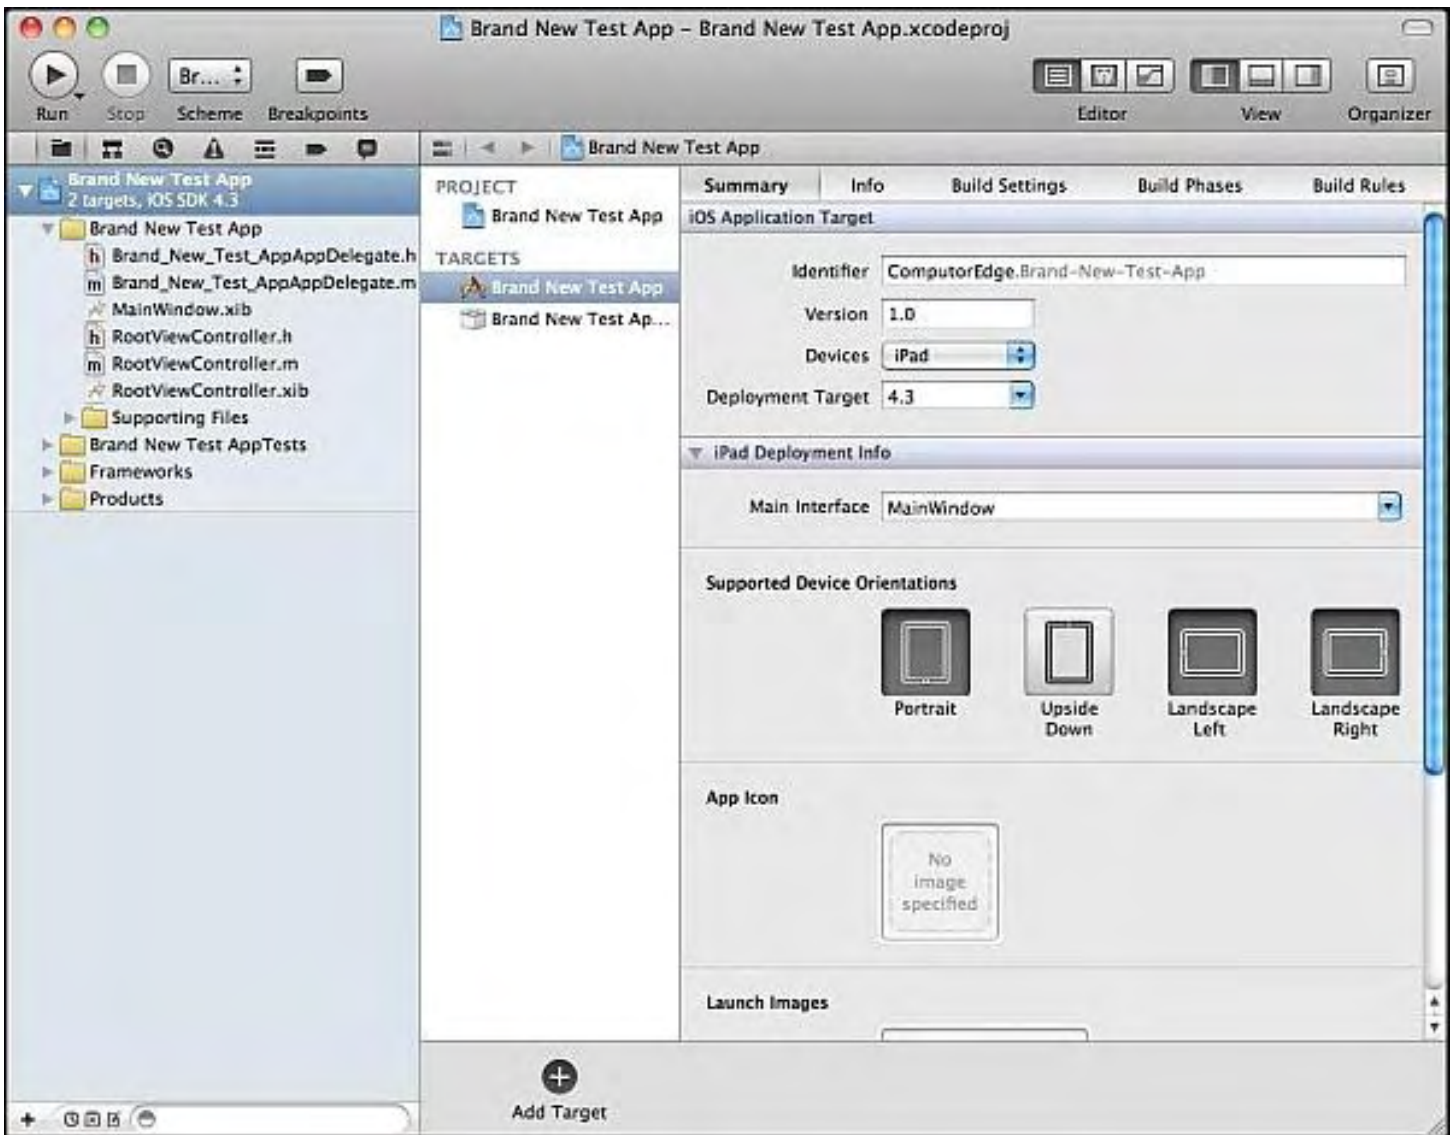 Brand New Test App – Brand New Test App.xcodeproj
Br...
Run
Stop
Scheme
Breakpoints
Editor
View
Organizer
Brand New Test App
Brand New Test App
2 targets, iOS SDK 4.3
Brand New Test App
Brand_New_Test_AppAppDelegate.h
Brand_New_Test_AppAppDelegate.m
MainWindow.xib
RootViewController.h
RootViewController.m
RootViewController.xib
Supporting Files
Brand New Test AppTests
Frameworks
Products
PROJECT
Brand New Test App
TARGETS
Brand New Test App
Brand New Test Ap...
Summary
Info
Build Settings
Build Phases
Build Rules
iOS Application Target
Identifier ComputorEdge.Brand-New-Test-App
Version 1.0
Devices iPad
Deployment Target 4.3
iPad Deployment Info
Main Interface MainWindow
Supported Device Orientations
Portrait
Upside
Down
Landscape
Left
Landscape
Right
App Icon
No
image
specified
Launch Images
Add Target